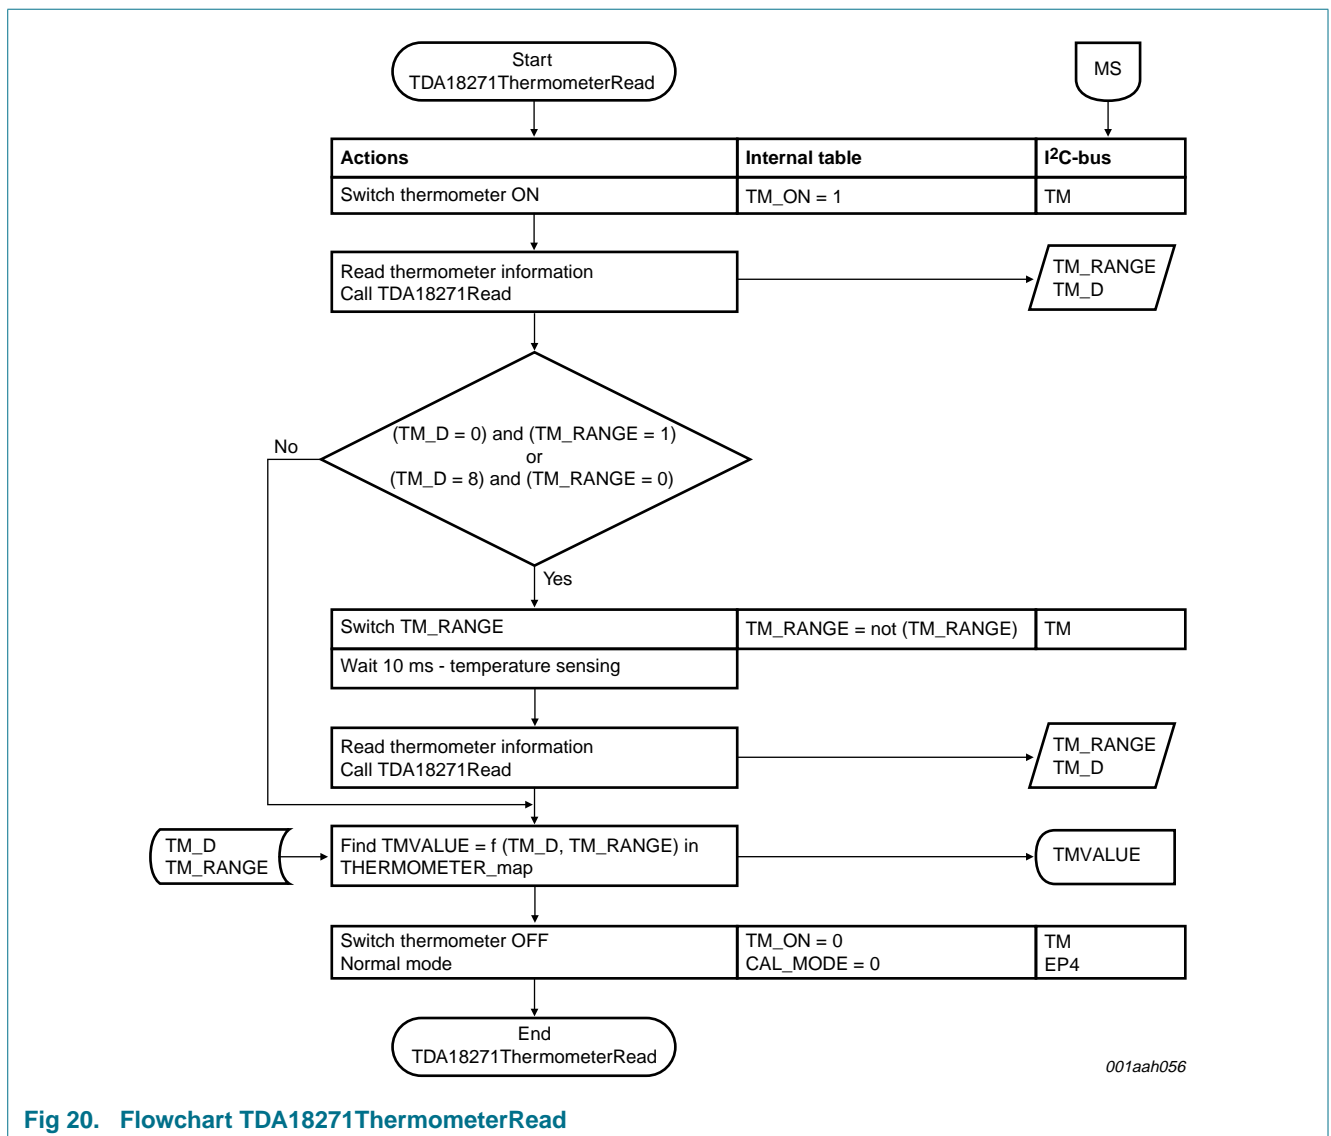 Start
TDA18271ThermometerRead
MS
Actions
Internal table
I2C-bus
Switch thermometer ON
TM_ON = 1
TM
Read thermometer information
Call TDA18271Read
TM_RANGE
TM_D
(TM_D = 0) and (TM_RANGE = 1)
or
(TM_D = 8) and (TM_RANGE = 0)
No
Yes
Switch TM_RANGE
TM_RANGE = not (TM_RANGE)
TM
Wait 10 ms - temperature sensing
Read thermometer information
Call TDA18271Read
TM_RANGE
TM_D
TM_D
TM_RANGE
Find TMVALUE = f (TM_D, TM_RANGE) in
THERMOMETER_map
TMVALUE
Switch thermometer OFF
Normal mode
TM_ON = 0
CAL_MODE = 0
TM
EP4
End
TDA18271ThermometerRead
001aah056
Fig 20. Flowchart TDA18271ThermometerRead